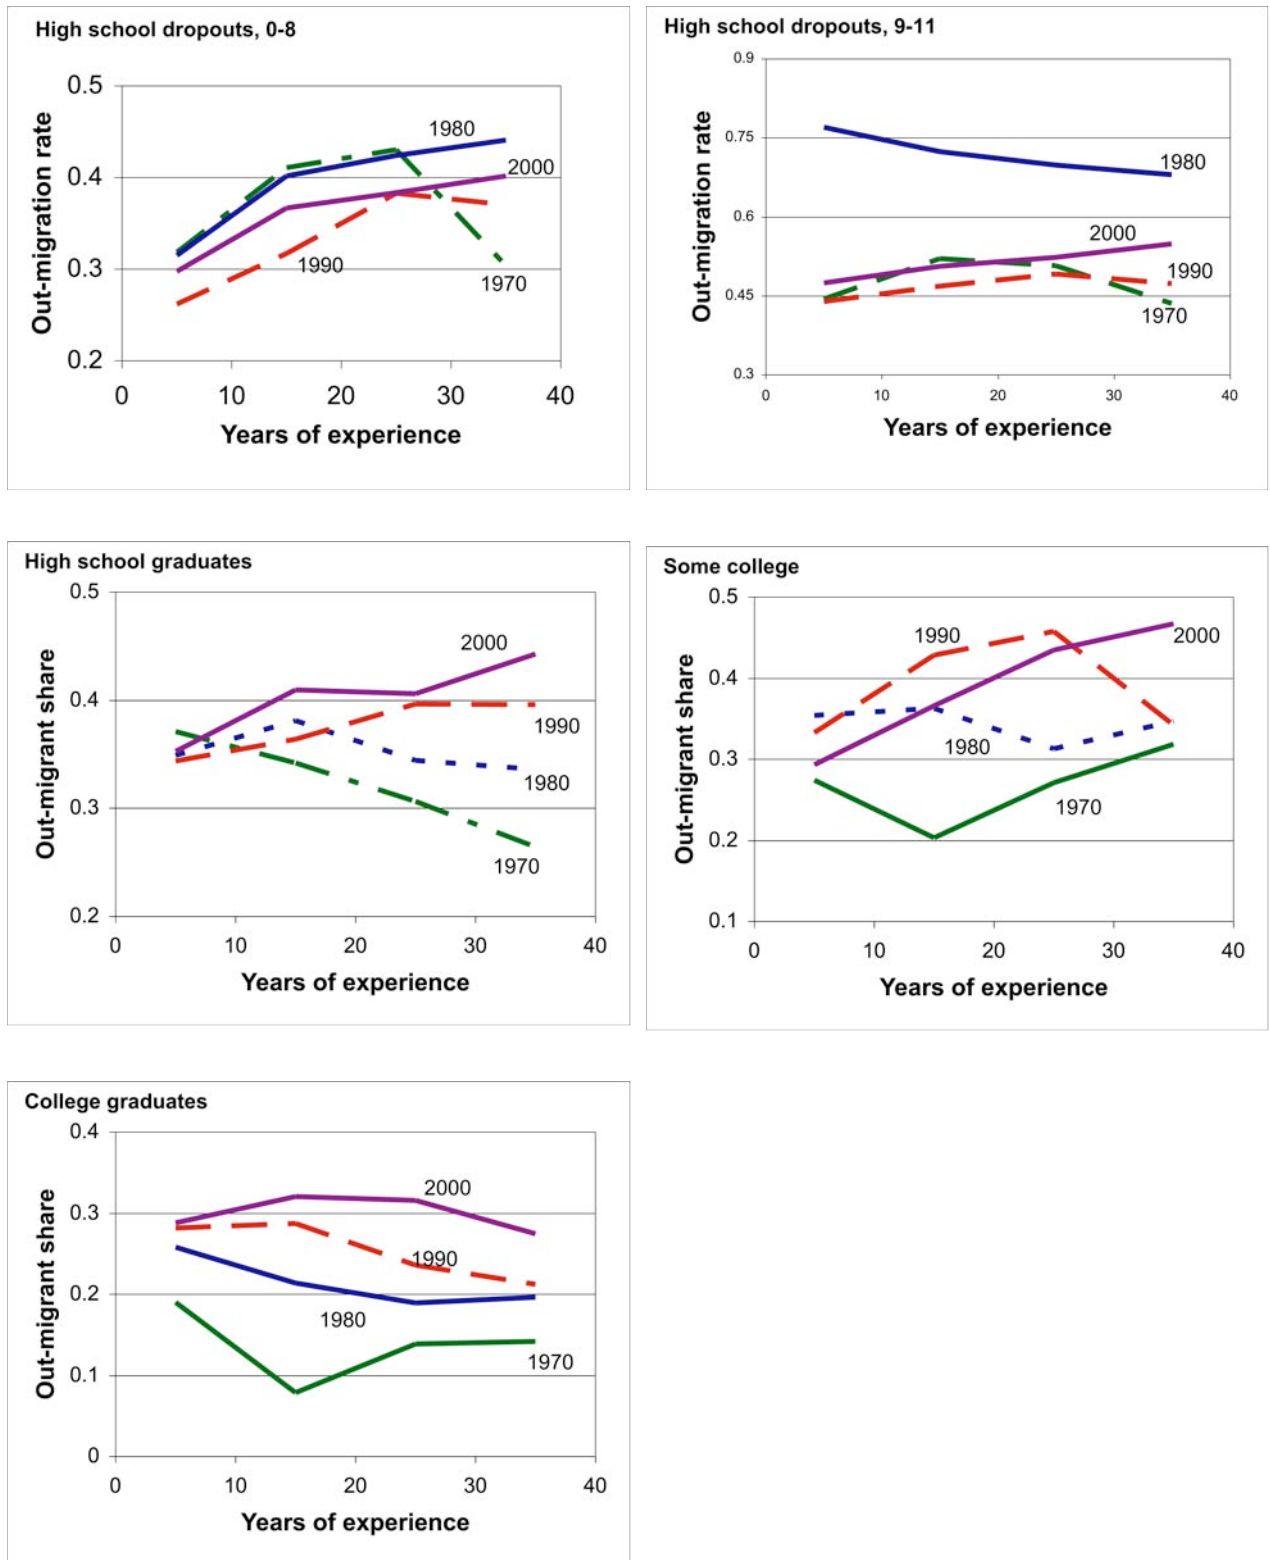 High school dropouts, 0-8
0.5
0.4
0.3
0.2
Out-migration rate
1980
2000
1990
1970
0 10 20 30 40
Years of experience
High school dropouts, 9-11
0.9
0.75
0.6
0.45
0.3
Out-migration rate
1980
2000
1990
1970
0 10 20 30 40
Years of experience
High school graduates
0.5
0.4
0.3
0.2
Out-migrant share
2000
1990
1980
1970
0 10 20 30 40
Years of experience
Some college
0.5
0.4
0.3
0.2
0.1
Out-migrant share
1990
2000
1980
1970
0 10 20 30 40
Years of experience
College graduates
0.4
0.3
0.2
0.1
0
Out-migrant share
2000
1990
1980
1970
0 10 20 30 40
Years of experience